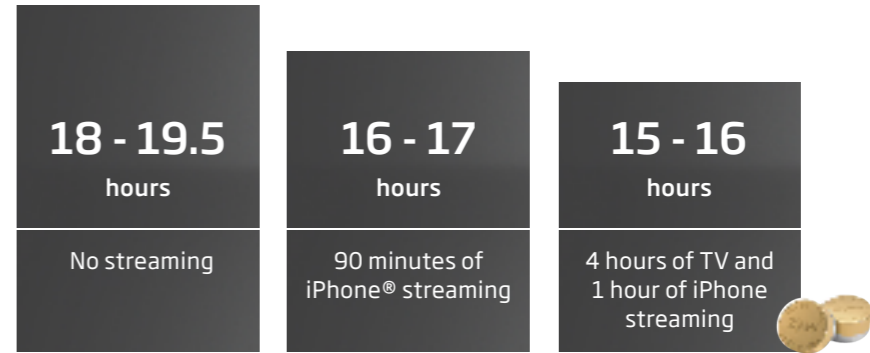 18 - 19.5
hours
No streaming
16 - 17
hours
90 minutes of
iPhone® streaming
15 - 16
hours
4 hours of TV and
1 hour of iPhone
streaming